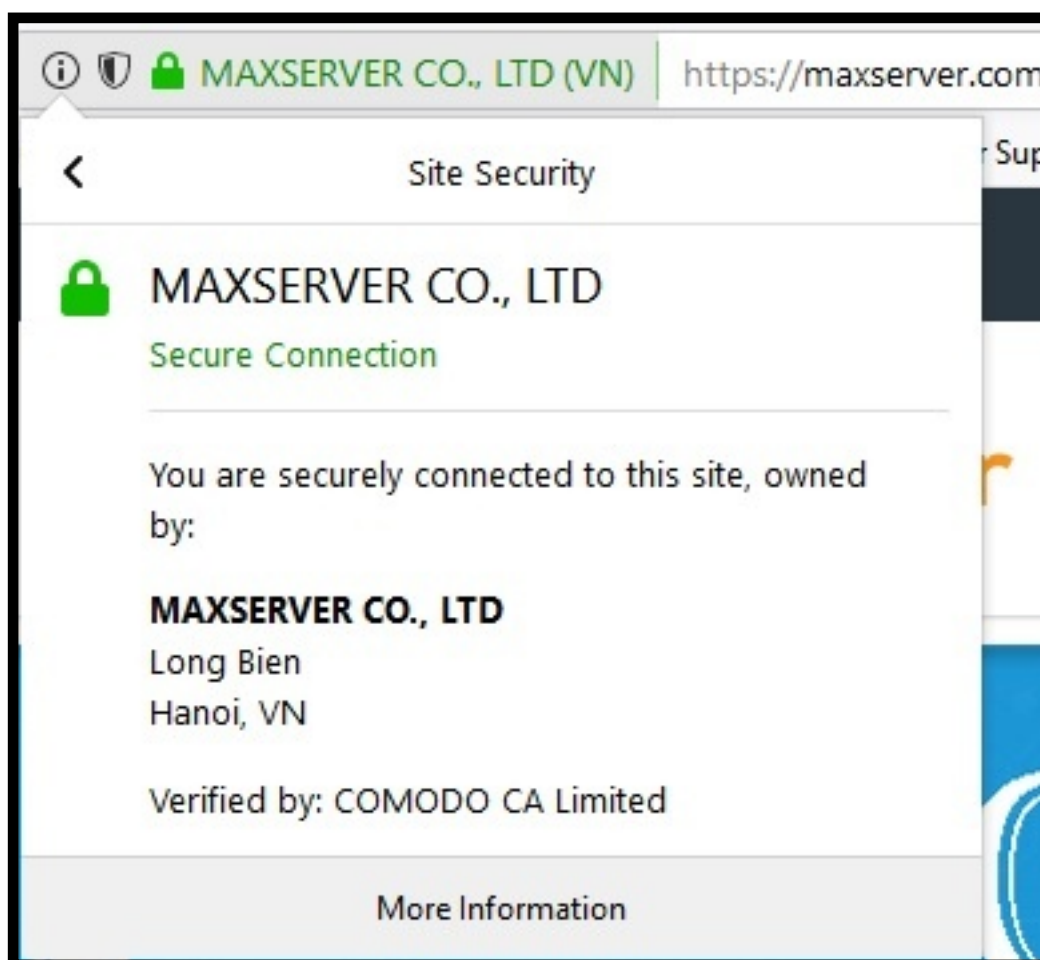 MAXSERVER CO., LTD (VN) https://maxserver.com
Site Security
MAXSERVER CO., LTD
Secure Connection
You are securely connected to this site, owned
by:
MAXSERVER CO., LTD
Long Bien
Hanoi, VN
Verified by: COMODO CA Limited
More Information